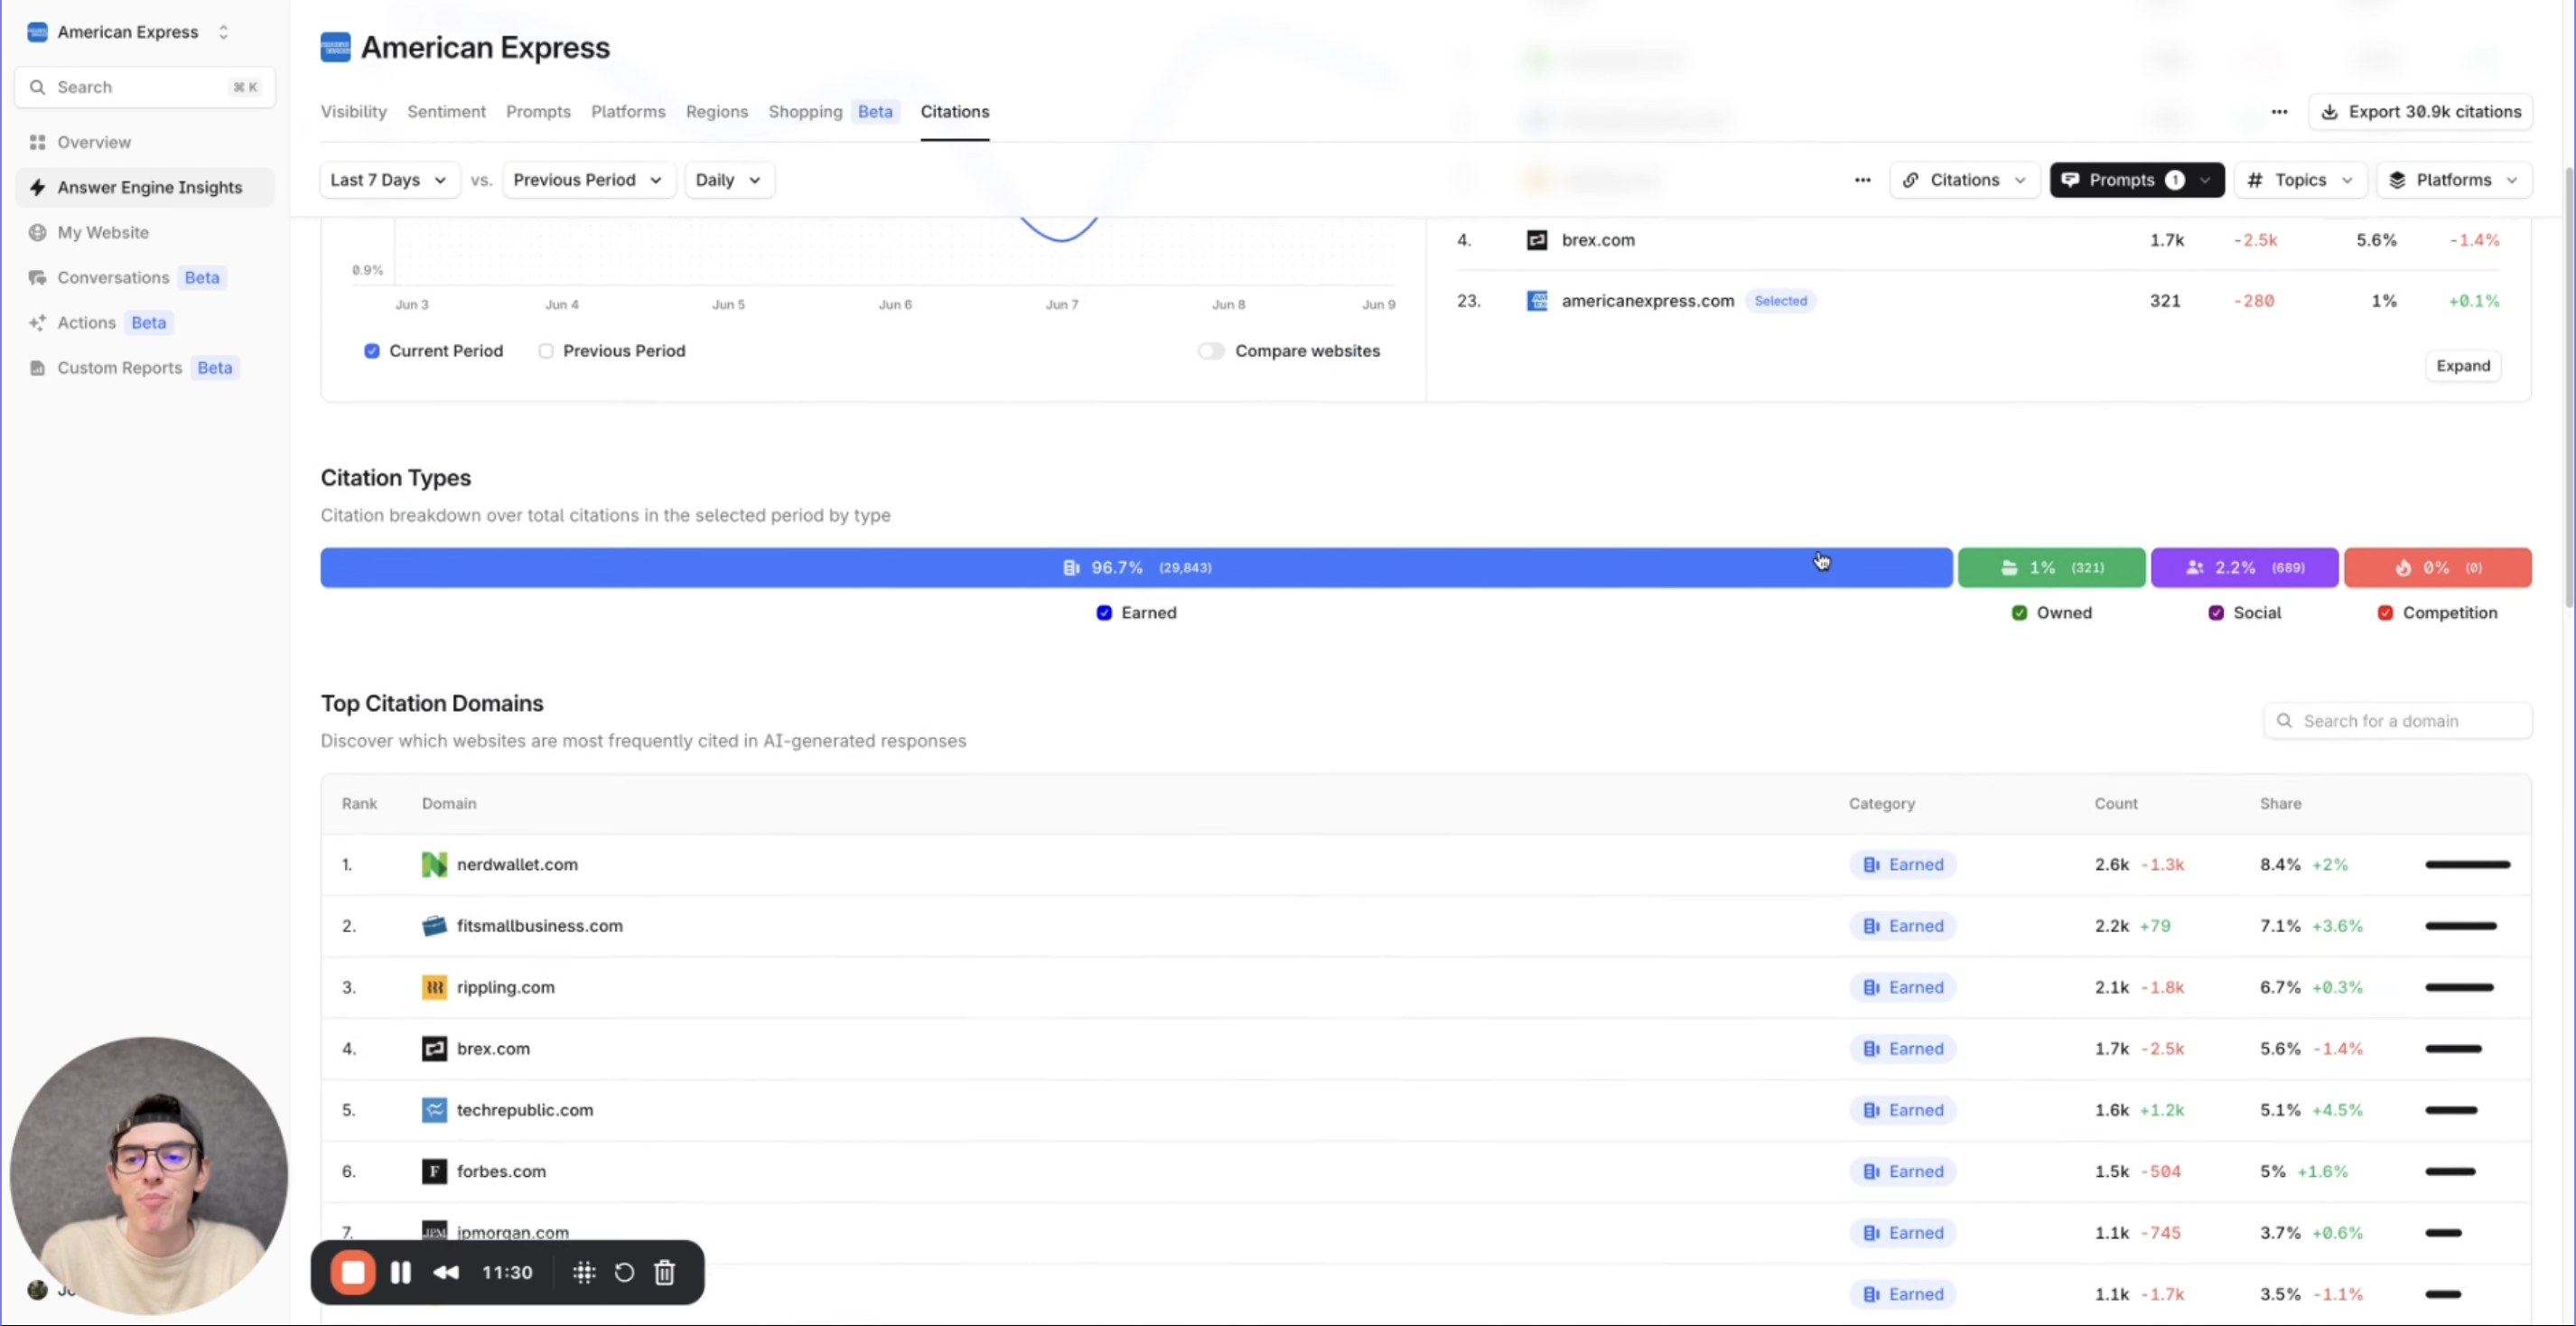 American Express
Search ⌘ K
Overview
Answer Engine Insights
My Website
Conversations Beta
Actions Beta
Custom Reports Beta
American Express
Visibility Sentiment Prompts Platforms Regions Shopping Beta Citations
Export 30.9k citations
Last 7 Days vs. Previous Period Daily
Citations Prompts 1 # Topics Platforms
0.9%
Jun 3 Jun 4 Jun 5 Jun 6 Jun 7 Jun 8 Jun 9
Current Period Previous Period Compare websites
4. brex.com 1.7k -2.5k 5.6% -1.4%
23. americanexpress.com Selected 321 -280 1% +0.1%
Expand
Citation Types
Citation breakdown over total citations in the selected period by type
96.7% (29,843) 1% (321) 2.2% (689) 0% (0)
Earned Owned Social Competition
Top Citation Domains
Discover which websites are most frequently cited in AI-generated responses
Search for a domain
Rank Domain Category Count Share
1. nerdwallet.com Earned 2.6k -1.3k 8.4% +2%
2. fitsmallbusiness.com Earned 2.2k +79 7.1% +3.6%
3. rippling.com Earned 2.1k -1.8k 6.7% +0.3%
4. brex.com Earned 1.7k -2.5k 5.6% -1.4%
5. techrepublic.com Earned 1.6k +1.2k 5.1% +4.5%
6. F forbes.com Earned 1.5k -504 5% +1.6%
7. JPM jpmorgan.com Earned 1.1k -745 3.7% +0.6%
Earned 1.1k -1.7k 3.5% -1.1%
11:30